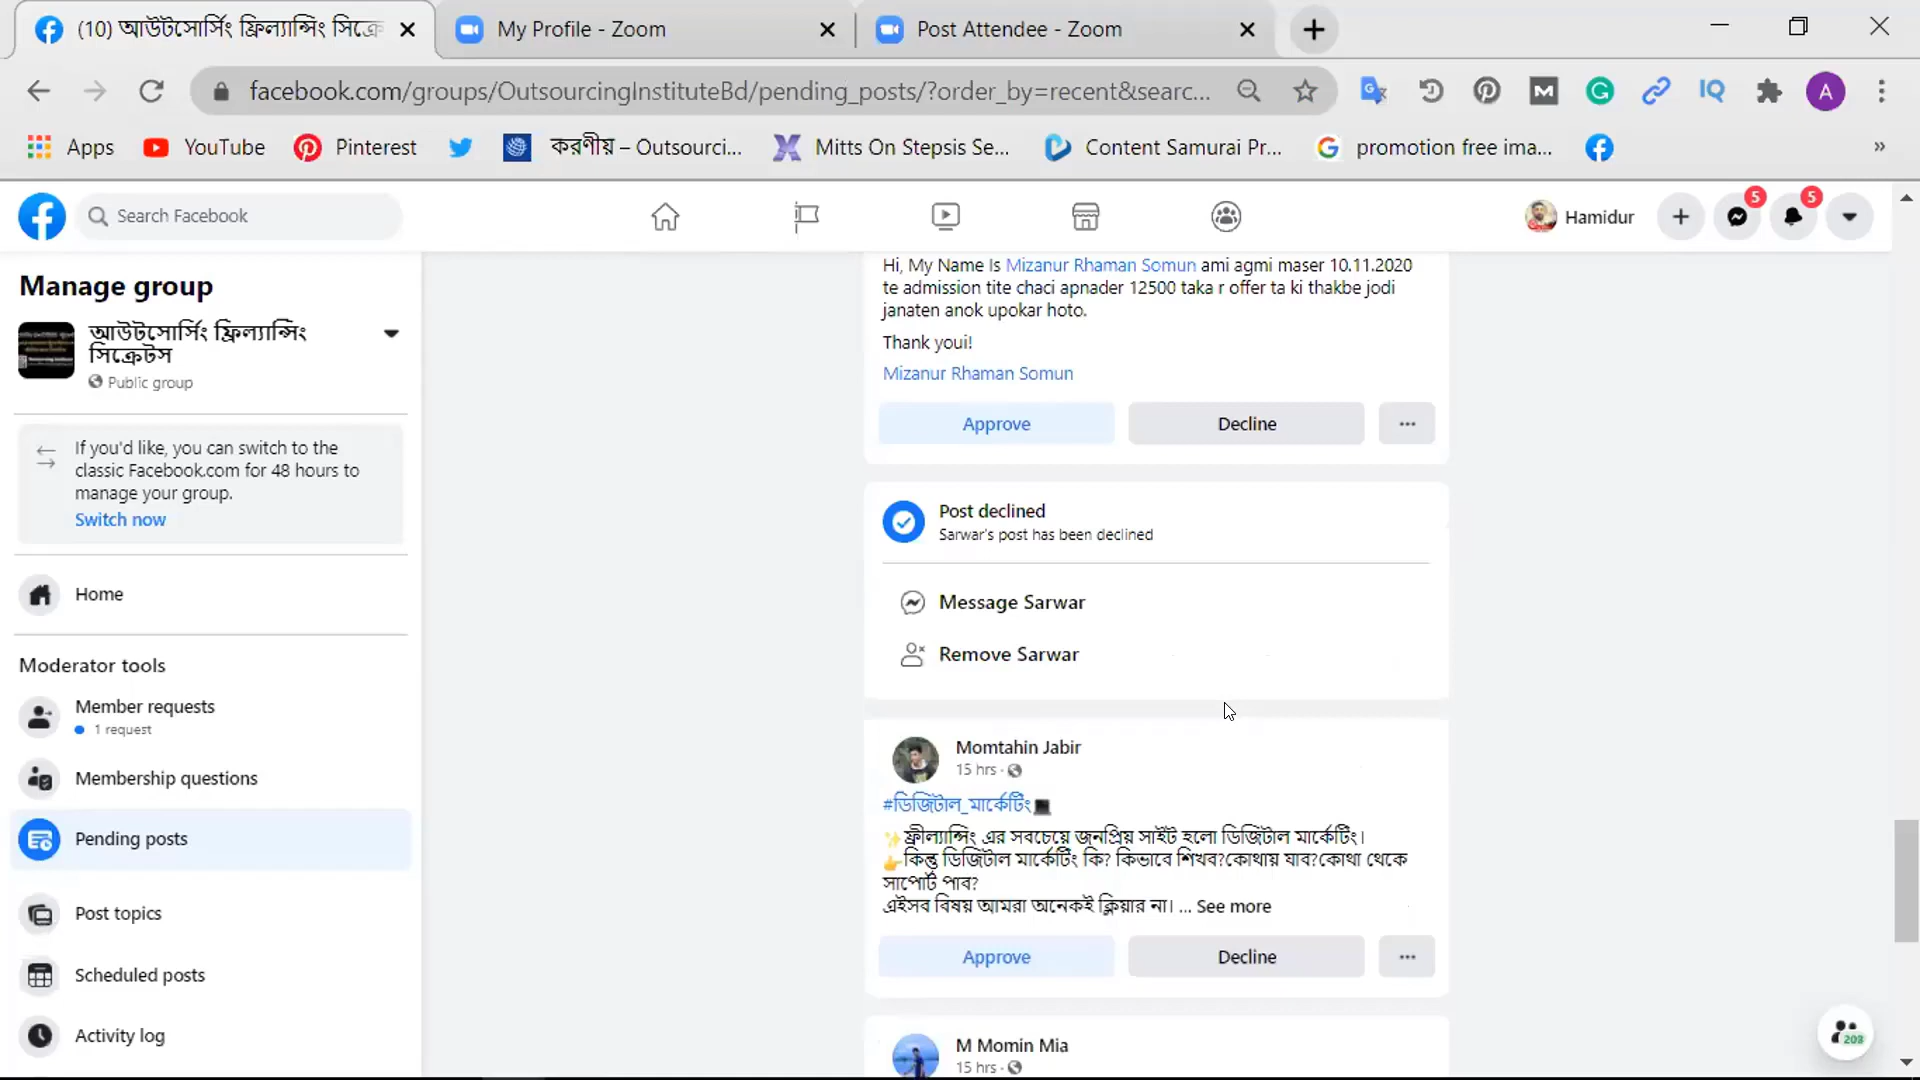 (10) আউটসোর্সিং ফ্রিল্যান্সিং সিক্রে
My Profile - Zoom
Post Attendee - Zoom
facebook.com/groups/OutsourcingInstituteBd/pending_posts/?order_by=recent&searc...
A
Apps
YouTube
Pinterest
করণীয় – Outsourci...
Mitts On Stepsis Se...
Content Samurai Pr...
promotion free ima...
»
Search Facebook
Hamidur
5
5
Manage group
আউটসোর্সিং ফ্রিল্যান্সিং
সিক্রেটস
Public group
If you'd like, you can switch to the
classic Facebook.com for 48 hours to
manage your group.
Switch now
Home
Moderator tools
Member requests
1 request
Membership questions
Pending posts
Post topics
Scheduled posts
Activity log
Hi, My Name Is Mizanur Rhaman Somun ami agmi maser 10.11.2020
te admission tite chaci apnader 12500 taka r offer ta ki thakbe jodi
janaten anok upokar hoto.
Thank youi!
Mizanur Rhaman Somun
Approve
Decline
Post declined
Sarwar's post has been declined
Message Sarwar
Remove Sarwar
Momtahin Jabir
15 hrs ·
#ডিজিটাল_মার্কেটিং💻
✨ফ্রীল্যান্সিং এর সবচেয়ে জনপ্রিয় সাইট হলো ডিজিটাল মার্কেটিং।
👉কিন্তু ডিজিটাল মার্কেটিং কি? কিভাবে শিখব?কোথায় যাব?কোথা থেকে
সাপোর্ট পাব?
এইসব বিষয় আমরা অনেকই ক্লিয়ার না। ... See more
Approve
Decline
M Momin Mia
15 hrs ·
203